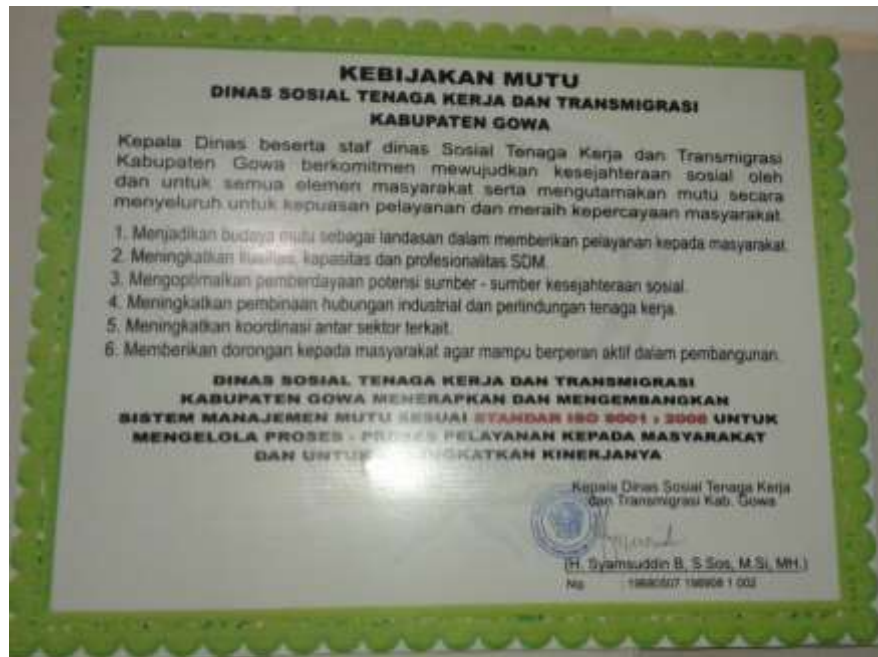 KEBIJAKAN MUTU
DINAS SOSIAL TENAGA KERJA DAN TRANSMIGRASI
KABUPATEN GOWA
Kepala Dinas beserta staf dinas Sosial Tenaga Kerja dan Transmigrasi
Kabupaten Gowa berkomitmen mewujudkan kesejahteraan sosial oleh
dan untuk semua elemen masyarakat serta mengutamakan mutu secara
menyeluruh untuk kepuasan pelayanan dan meraih kepercayaan masyarakat.
1. Menjadikan budaya mutu sebagai landasan dalam memberikan pelayanan kepada masyarakat.
2. Meningkatkan kualitas, kapasitas dan profesionalitas SDM.
3. Mengoptimalkan pemberdayaan potensi sumber - sumber kesejahteraan sosial.
4. Meningkatkan pembinaan hubungan industrial dan perlindungan tenaga kerja.
5. Meningkatkan koordinasi antar sektor terkait.
6. Memberikan dorongan kepada masyarakat agar mampu berperan aktif dalam pembangunan.
DINAS SOSIAL TENAGA KERJA DAN TRANSMIGRASI
KABUPATEN GOWA MENERAPKAN DAN MENGEMBANGKAN
SISTEM MANAJEMEN MUTU SESUAI STANDAR ISO 9001 : 2008 UNTUK
MENGELOLA PROSES - PROSES PELAYANAN KEPADA MASYARAKAT
DAN UNTUK MENINGKATKAN KINERJANYA
Kepala Dinas Sosial Tenaga Kerja
dan Transmigrasi Kab. Gowa
(H. Syamsuddin B, S.Sos, M.Si, MH.)
Nip